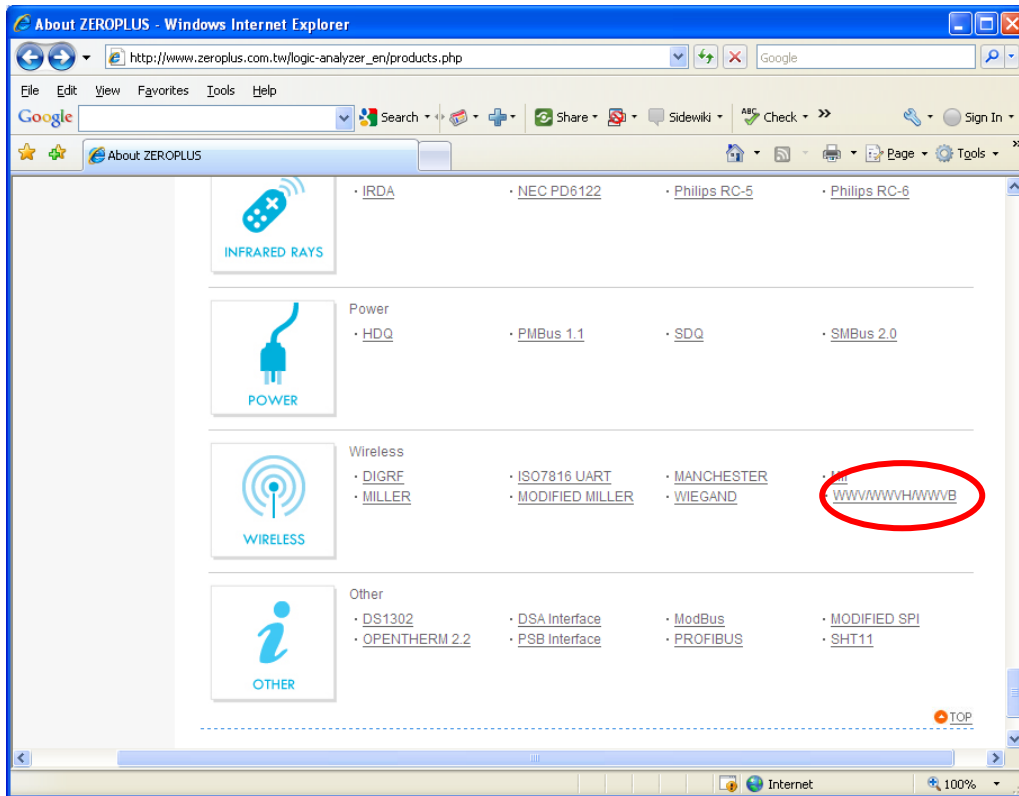 About ZEROPLUS - Windows Internet Explorer
http://www.zeroplus.com.tw/logic-analyzer_en/products.php
Google
File Edit View Favorites Tools Help
Google Search Share Sidewiki ABC Check >> Sign In
About ZEROPLUS Page Tools >>
· IRDA · NEC PD6122 · Philips RC-5 · Philips RC-6
INFRARED RAYS
Power
· HDQ · PMBus 1.1 · SDQ · SMBus 2.0
POWER
Wireless
· DIGRF · ISO7816 UART · MANCHESTER
· MILLER · MODIFIED MILLER · WIEGAND · WWV/WWVH/WWVB
WIRELESS
Other
· DS1302 · DSA Interface · ModBus · MODIFIED SPI
· OPENTHERM 2.2 · PSB Interface · PROFIBUS · SHT11
OTHER
TOP
Internet 100%